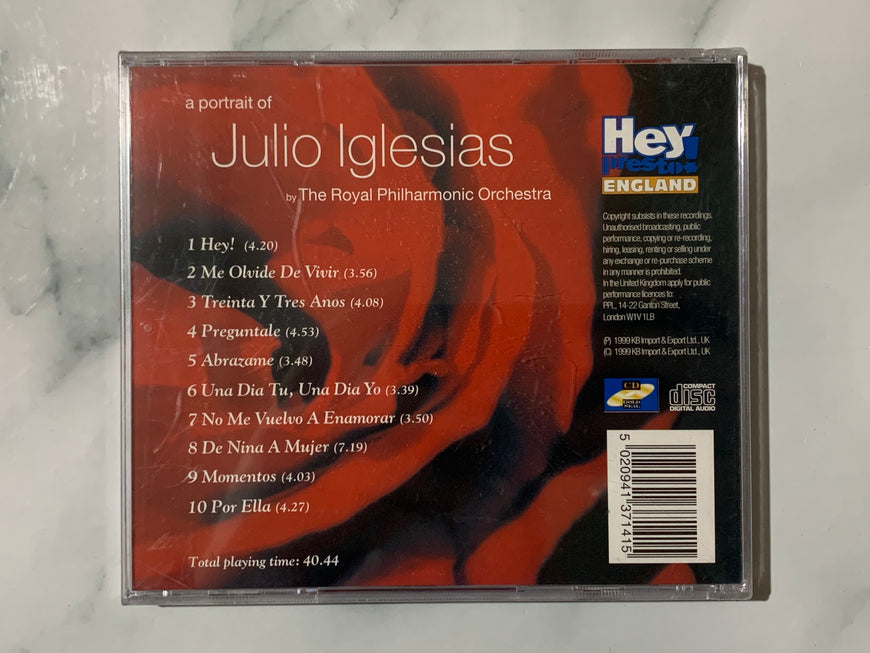 a portrait of
Julio Iglesias
by The Royal Philharmonic Orchestra
1 Hey! (4.20)
2 Me Olvide De Vivir (3.56)
3 Treinta Y Tres Anos (4.08)
4 Preguntale (4.53)
5 Abrazame (3.48)
6 Una Dia Tu, Una Dia Yo (3.39)
7 No Me Vuelvo A Enamorar (3.50)
8 De Nina A Mujer (7.19)
9 Momentos (4.03)
10 Por Ella (4.27)
Total playing time: 40.44
Hey
presto!
ENGLAND
Copyright subsists in these recordings.
Unauthorised broadcasting, public
performance, copying or re-recording,
hiring, leasing, renting or selling under
any exchange or re-purchase scheme
in any manner is prohibited.
In the United Kingdom apply for public
performance licences to:
PPL, 14-22 Ganton Street,
London W1V 1LB
(P) 1999 KB Import & Export Ltd., UK
(C) 1999 KB Import & Export Ltd., UK
CD
GOLD
SEAL
COMPACT
disc
DIGITAL AUDIO
5 020941 371415